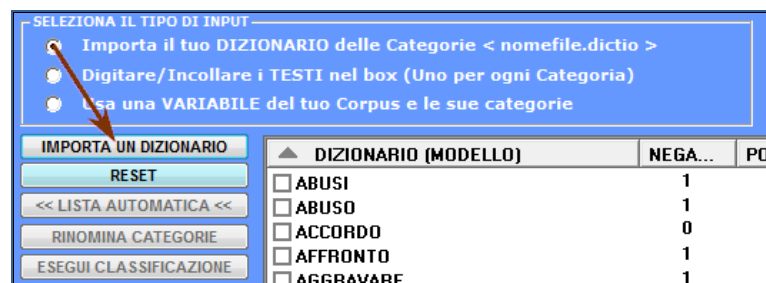 SELEZIONA IL TIPO DI INPUT
Importa il tuo DIZIONARIO delle Categorie < nomefile.dictio >
Digitare/Incollare i TESTI nel box (Uno per ogni Categoria)
Usa una VARIABILE del tuo Corpus e le sue categorie
IMPORTA UN DIZIONARIO
RESET
<< LISTA AUTOMATICA <<
RINOMINA CATEGORIE
ESEGUI CLASSIFICAZIONE
DIZIONARIO (MODELLO) NEGA... PO
ABUSI 1
ABUSO 1
ACCORDO 0
AFFRONTO 1
AGGRAVARE 1